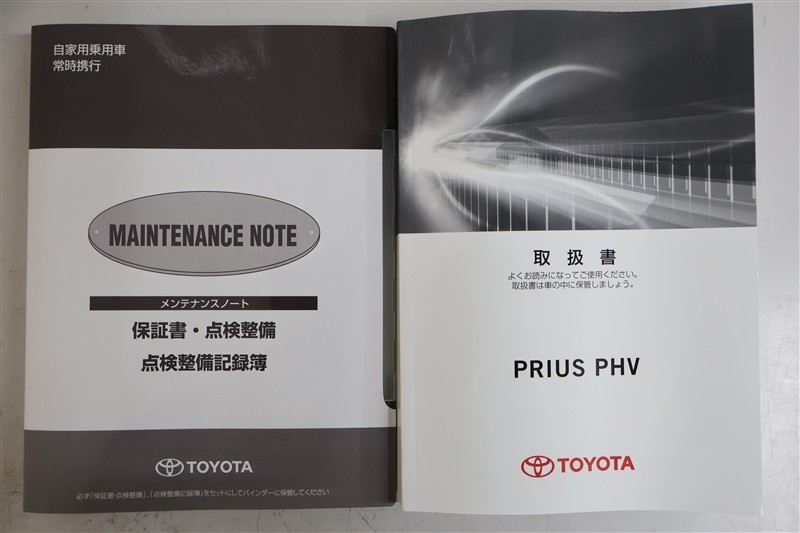 自家用乗用車
常時携行
MAINTENANCE NOTE
メンテナンスノート
保証書・点検整備
点検整備記録簿
TOYOTA
必ず「保証書・点検整備」、「点検整備記録簿」をセットにしてバインダーに保管してください
取扱書
よくお読みになってご使用ください。
取扱書は車の中に保管しましょう。
PRIUS PHV
TOYOTA